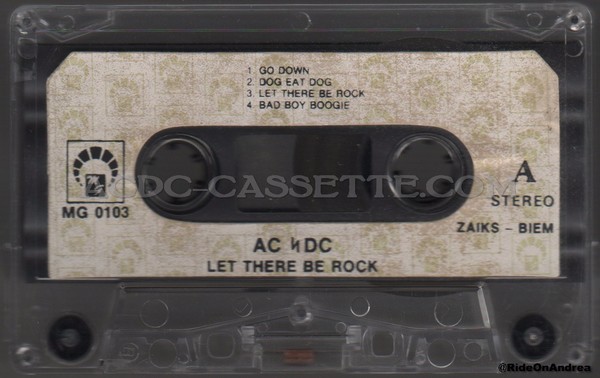 1. GO DOWN
2. DOG EAT DOG
3. LET THERE BE ROCK
4. BAD BOY BOOGIE
DC-CASSETTE.COM
MG 0103
A
STEREO
ZAIKS - BIEM
AC ϟ DC
LET THERE BE ROCK
@RideOnAndrea